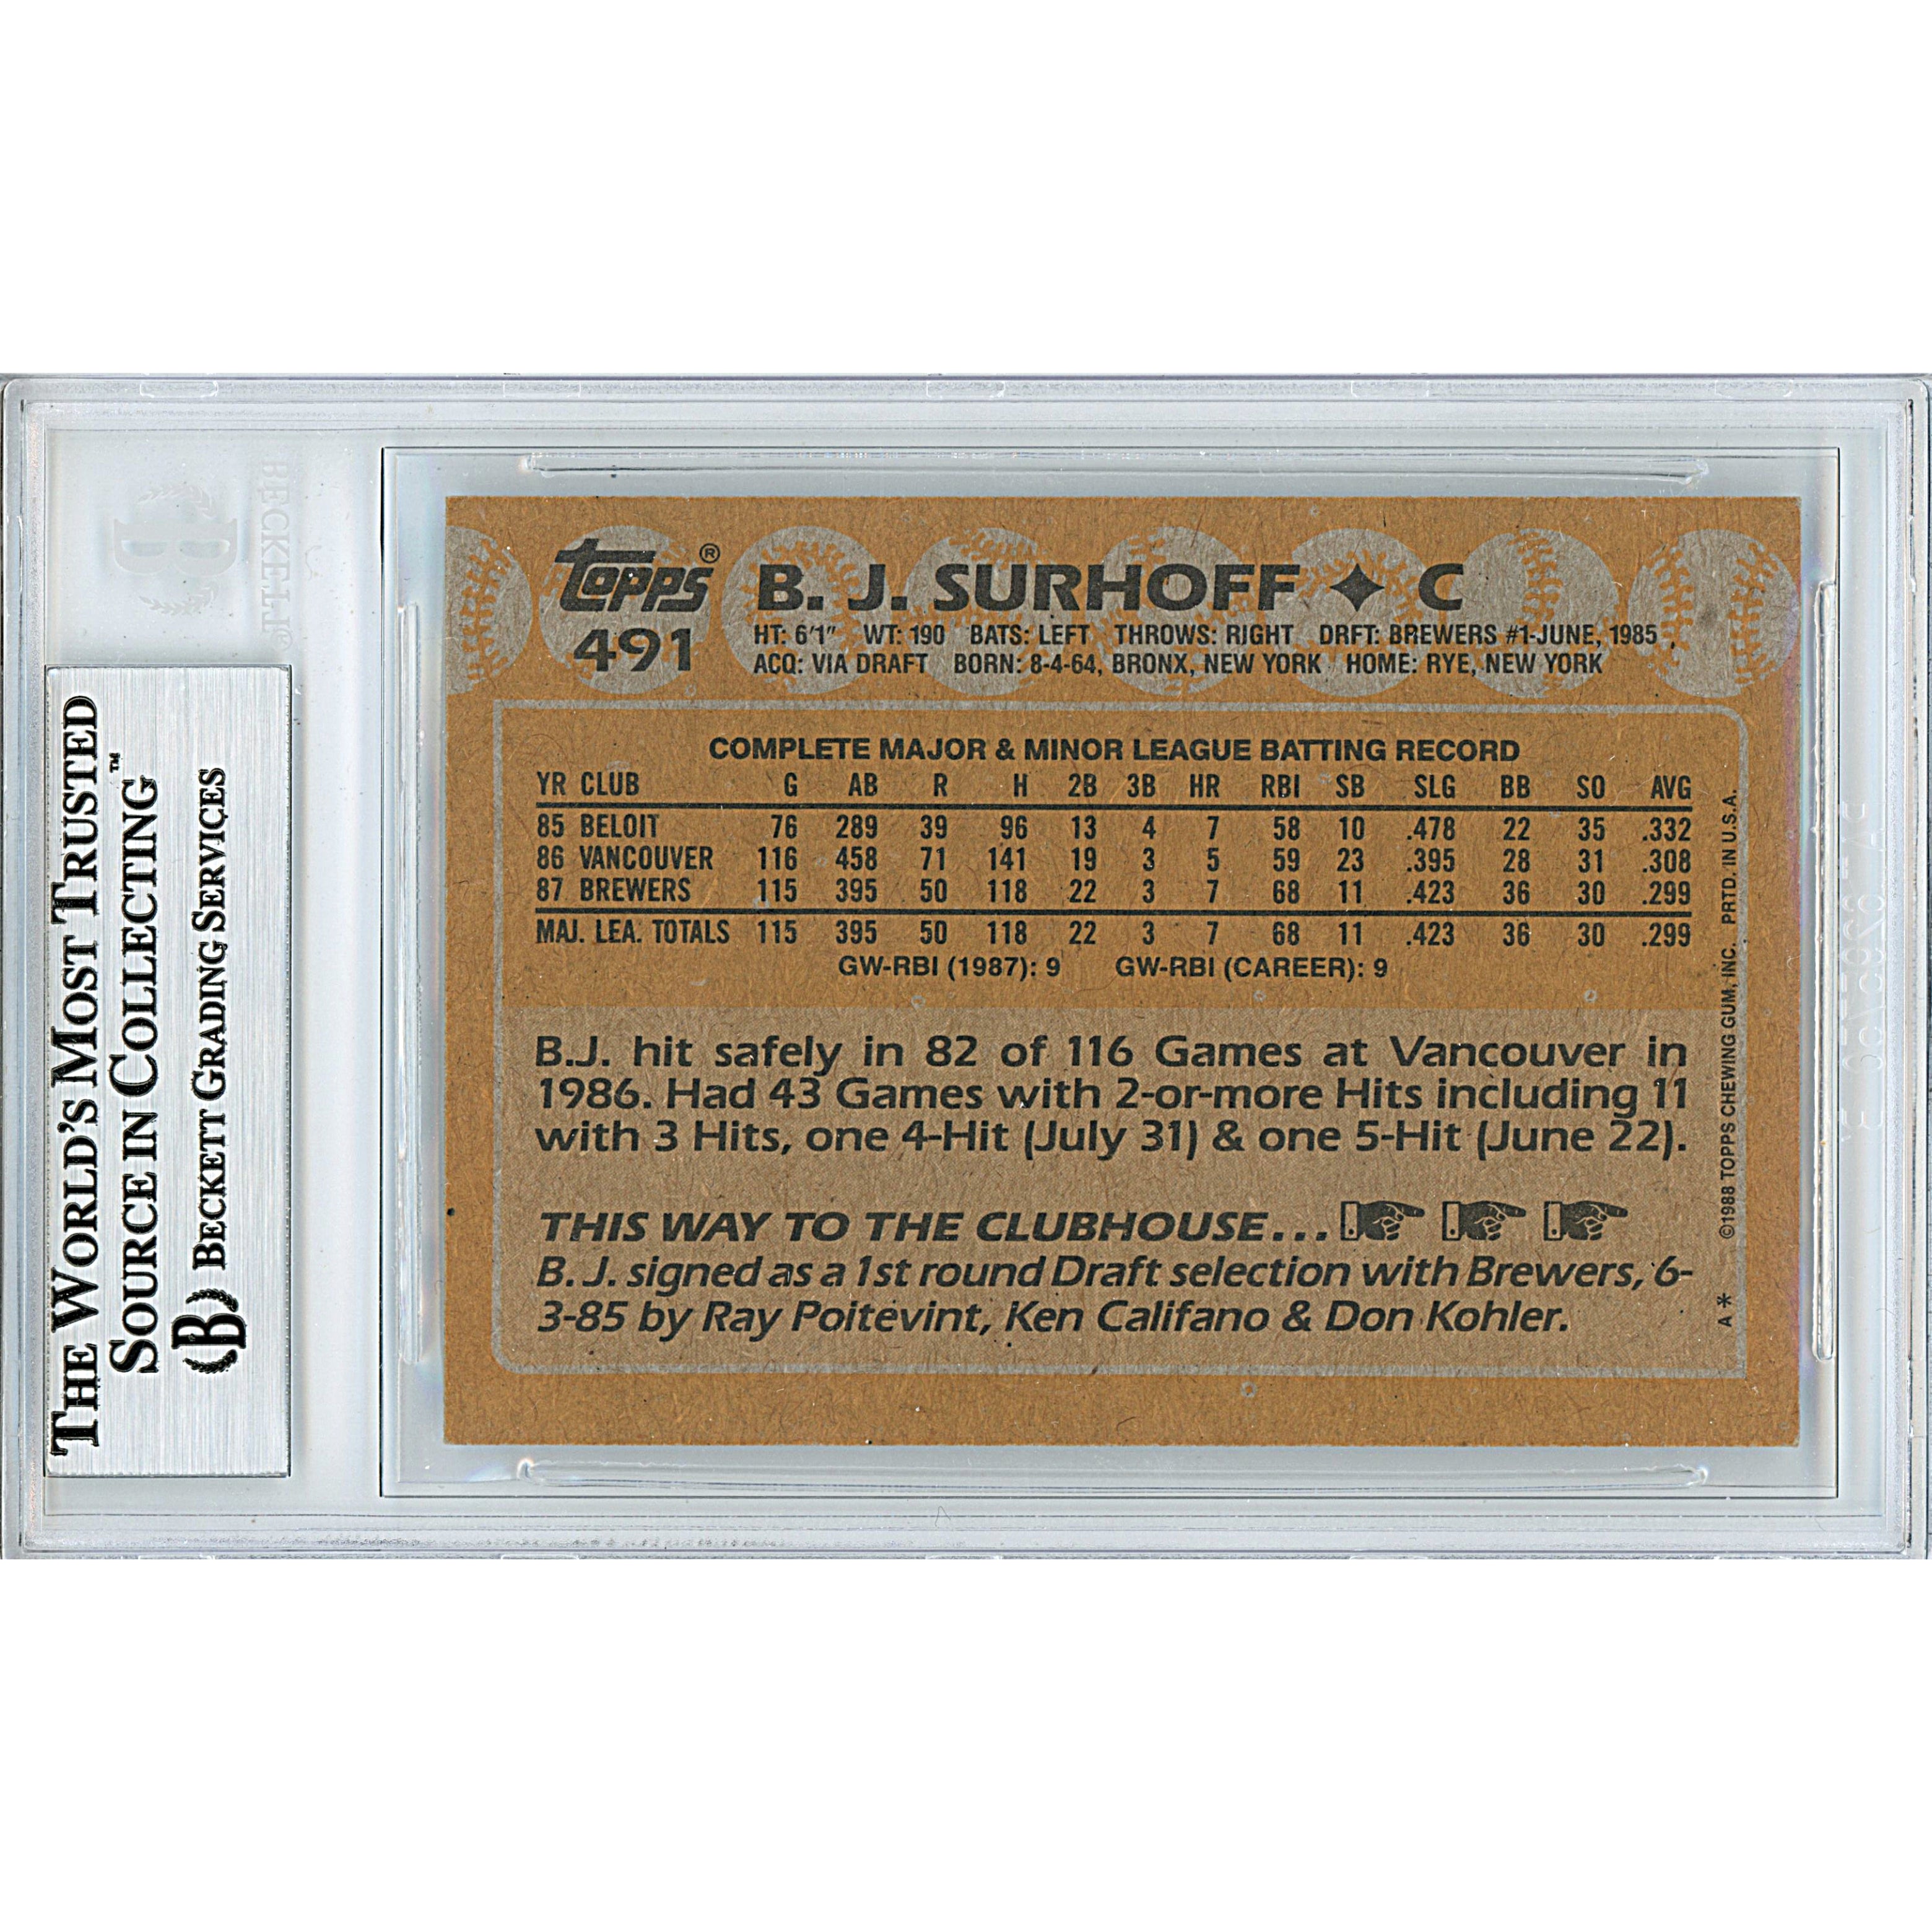 THE WORLD'S MOST TRUSTED
SOURCE IN COLLECTING™
B BECKETT GRADING SERVICES
BECKETT®
topps®
491
B. J. SURHOFF ✦ C
HT: 6'1" WT: 190 BATS: LEFT THROWS: RIGHT DRFT: BREWERS #1-JUNE, 1985
ACQ: VIA DRAFT BORN: 8-4-64, BRONX, NEW YORK HOME: RYE, NEW YORK
COMPLETE MAJOR & MINOR LEAGUE BATTING RECORD
YR CLUB G AB R H 2B 3B HR RBI SB SLG BB SO AVG
85 BELOIT 76 289 39 96 13 4 7 58 10 .478 22 35 .332
86 VANCOUVER 116 458 71 141 19 3 5 59 23 .395 28 31 .308
87 BREWERS 115 395 50 118 22 3 7 68 11 .423 36 30 .299
MAJ. LEA. TOTALS 115 395 50 118 22 3 7 68 11 .423 36 30 .299
GW-RBI (1987): 9 GW-RBI (CAREER): 9
B.J. hit safely in 82 of 116 Games at Vancouver in
1986. Had 43 Games with 2-or-more Hits including 11
with 3 Hits, one 4-Hit (July 31) & one 5-Hit (June 22).
THIS WAY TO THE CLUBHOUSE...
B. J. signed as a 1st round Draft selection with Brewers, 6-
3-85 by Ray Poitevint, Ken Califano & Don Kohler.
A* ©1988 TOPPS CHEWING GUM, INC. PRTD. IN U.S.A.